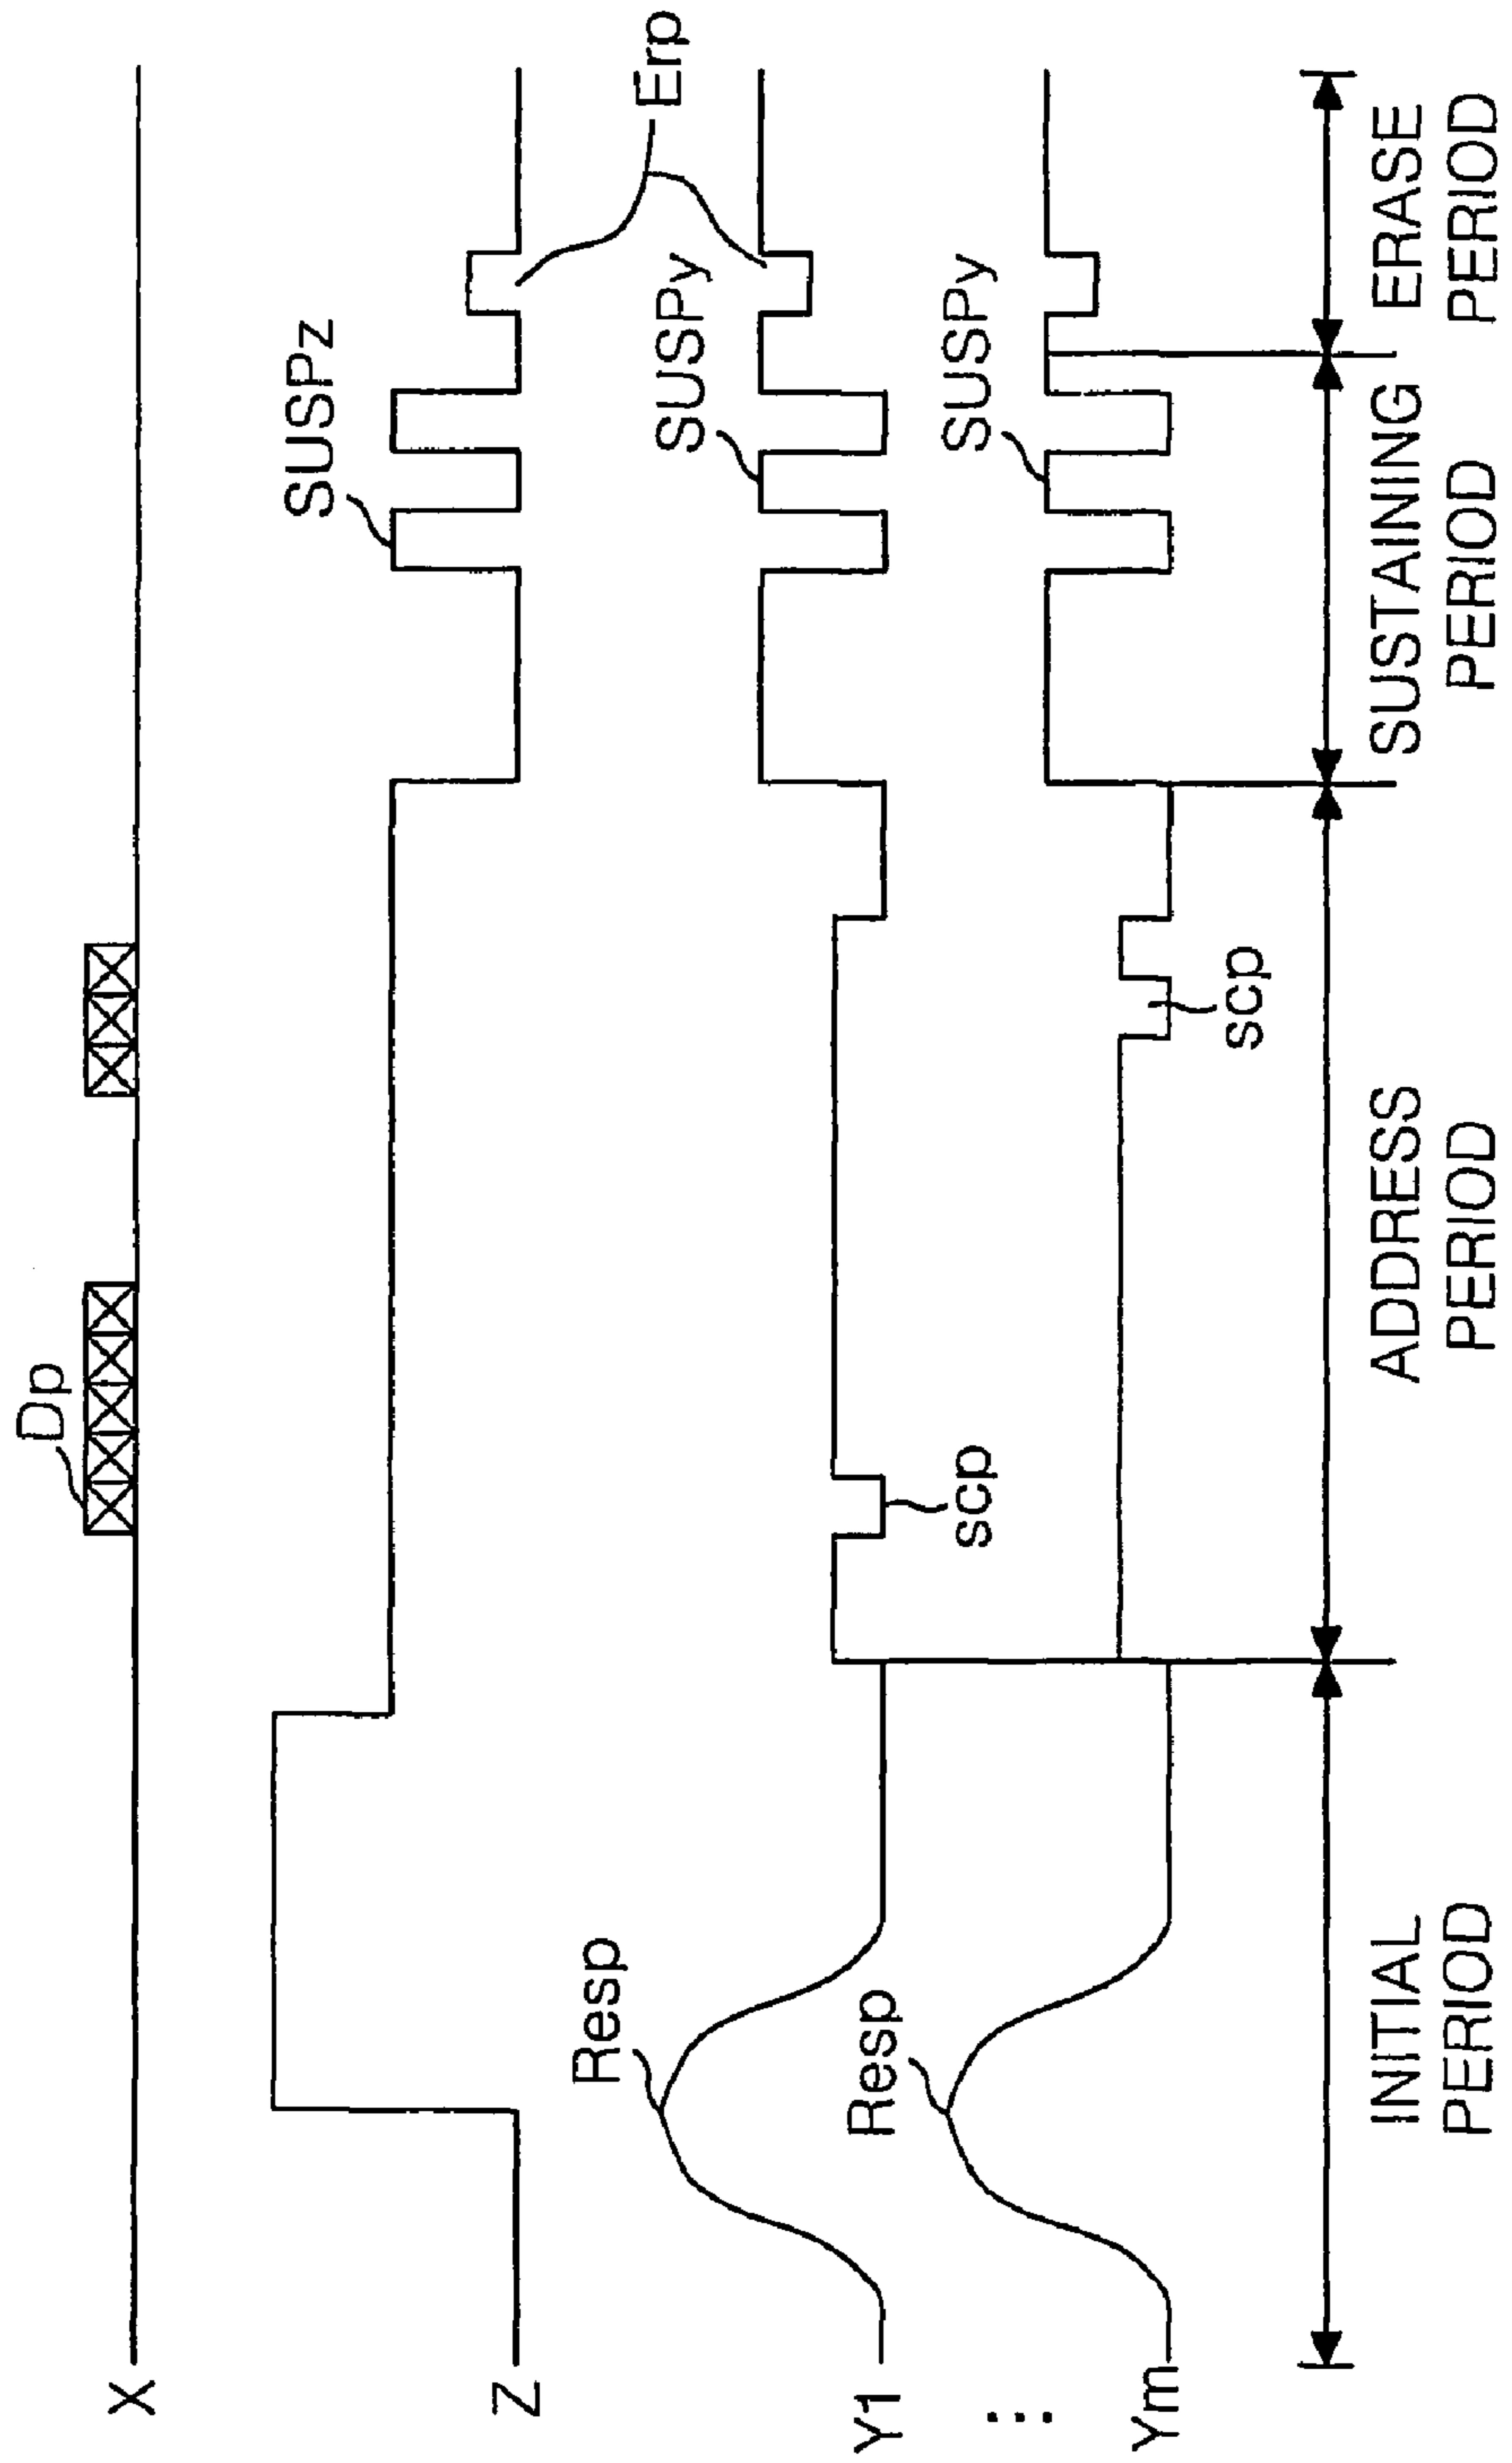 X
Dp
Z
SUSPz
Erp
Y1
Resp
scp
SUSPy
⋮
Ym
Resp
scp
SUSPy
INITIAL
PERIOD
ADDRESS
PERIOD
SUSTAINING
PERIOD
ERASE
PERIOD